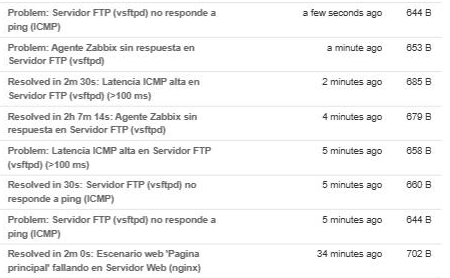 Problem: Servidor FTP (vsftpd) no responde a ping (ICMP) a few seconds ago 644 B
Problem: Agente Zabbix sin respuesta en Servidor FTP (vsftpd) a minute ago 653 B
Resolved in 2m 30s: Latencia ICMP alta en Servidor FTP (vsftpd) (>100 ms) 2 minutes ago 685 B
Resolved in 2h 7m 14s: Agente Zabbix sin respuesta en Servidor FTP (vsftpd) 4 minutes ago 679 B
Problem: Latencia ICMP alta en Servidor FTP (vsftpd) (>100 ms) 5 minutes ago 658 B
Resolved in 30s: Servidor FTP (vsftpd) no responde a ping (ICMP) 5 minutes ago 660 B
Problem: Servidor FTP (vsftpd) no responde a ping (ICMP) 5 minutes ago 644 B
Resolved in 2m 0s: Escenario web 'Pagina principal' fallando en Servidor Web (nginx) 34 minutes ago 702 B